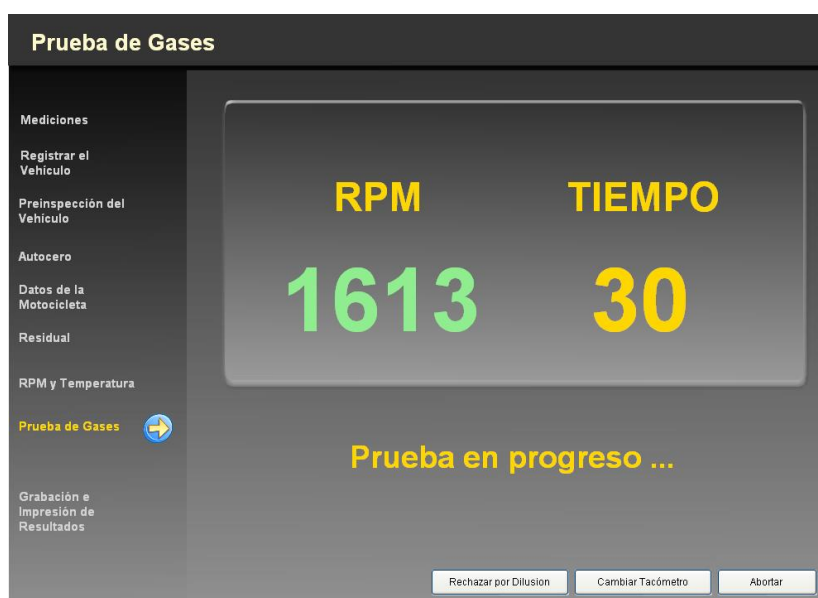 Prueba de Gases
Mediciones
Registrar el
Vehículo
Preinspección del
Vehículo
Autocero
Datos de la
Motocicleta
Residual
RPM y Temperatura
Prueba de Gases
Grabación e
Impresión de
Resultados
RPM TIEMPO
1613 30
Prueba en progreso ...
Rechazar por Dilusion Cambiar Tacómetro Abortar